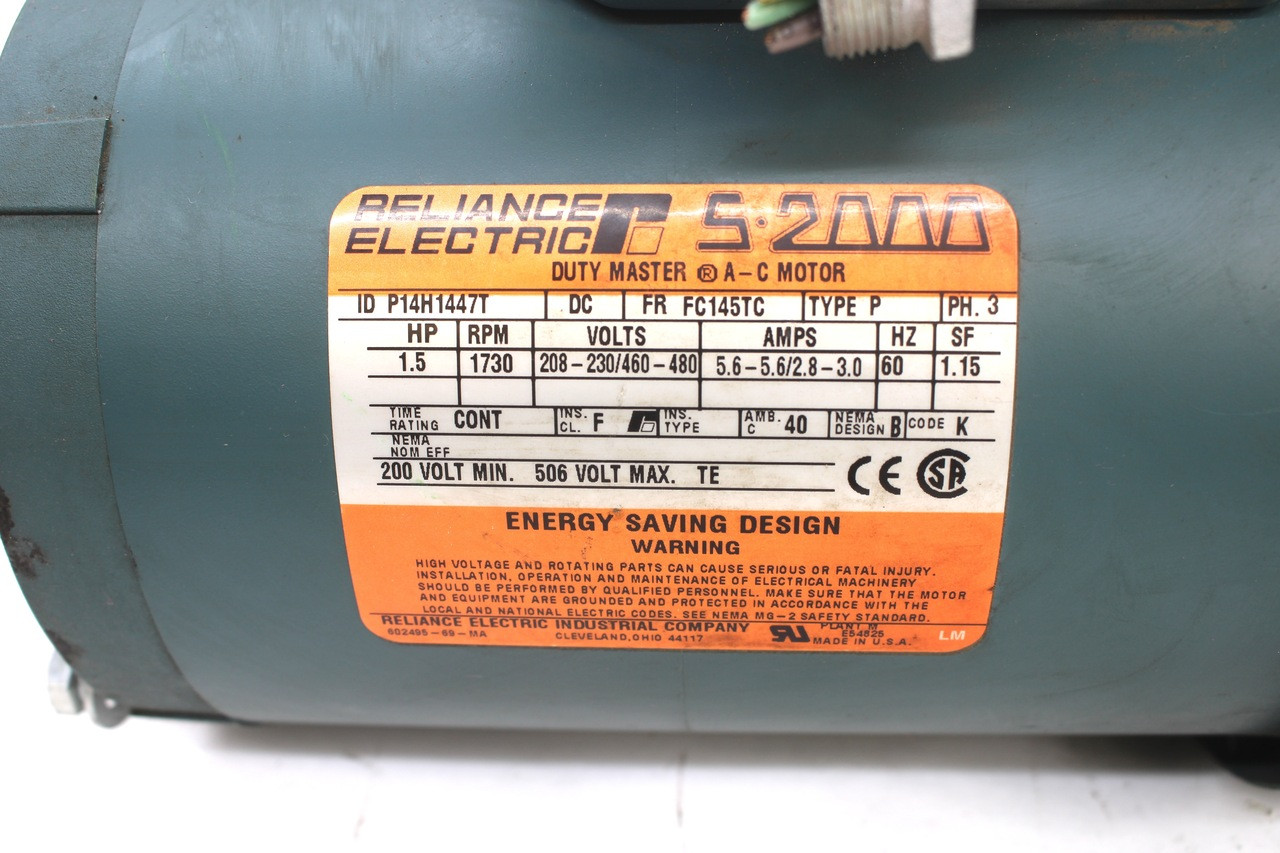 RELIANCE
ELECTRIC
S·2000
DUTY MASTER ® A-C MOTOR
ID P14H1447T DC FR FC145TC TYPE P PH. 3
HP RPM VOLTS AMPS HZ SF
1.5 1730 208-230/460-480 5.6-5.6/2.8-3.0 60 1.15
TIME RATING CONT INS. CL. F INS. TYPE AMB. C 40 NEMA DESIGN B CODE K
NEMA
NOM EFF
200 VOLT MIN. 506 VOLT MAX. TE CE SA
ENERGY SAVING DESIGN
WARNING
HIGH VOLTAGE AND ROTATING PARTS CAN CAUSE SERIOUS OR FATAL INJURY.
INSTALLATION, OPERATION AND MAINTENANCE OF ELECTRICAL MACHINERY
SHOULD BE PERFORMED BY QUALIFIED PERSONNEL. MAKE SURE THAT THE MOTOR
AND EQUIPMENT ARE GROUNDED AND PROTECTED IN ACCORDANCE WITH THE
LOCAL AND NATIONAL ELECTRIC CODES. SEE NEMA MG-2 SAFETY STANDARD.
RELIANCE ELECTRIC INDUSTRIAL COMPANY RU PLANT M
602495-69-MA CLEVELAND, OHIO 44117 E54825
MADE IN U.S.A. LM